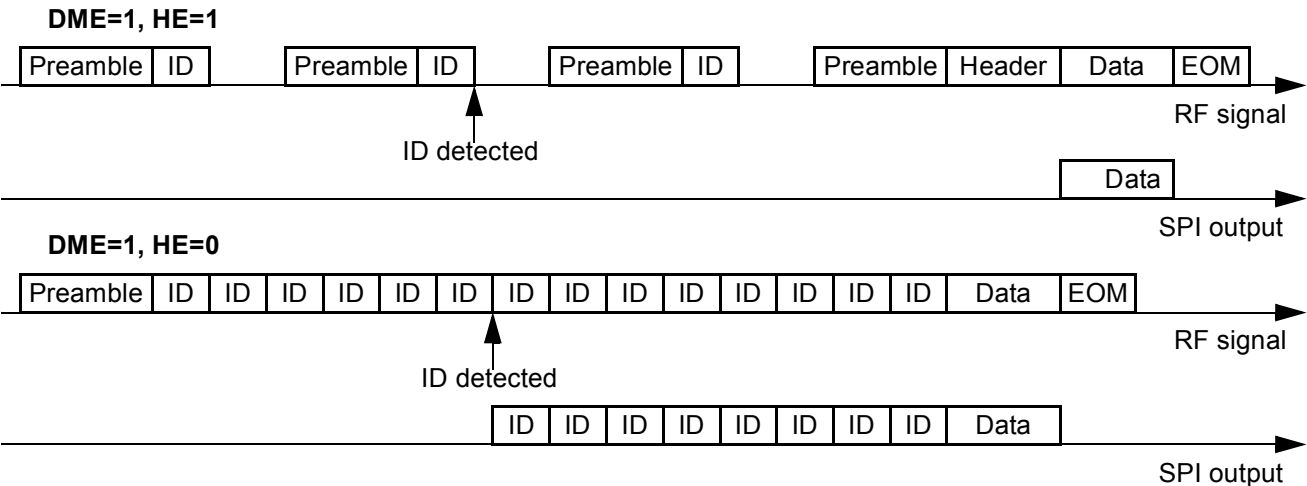 DME=1, HE=1
Preamble ID Preamble ID Preamble ID Preamble Header Data EOM
RF signal
ID detected
Data
SPI output
DME=1, HE=0
Preamble ID ID ID ID ID ID ID ID ID ID ID ID ID ID Data EOM
RF signal
ID detected
ID ID ID ID ID ID ID ID Data
SPI output